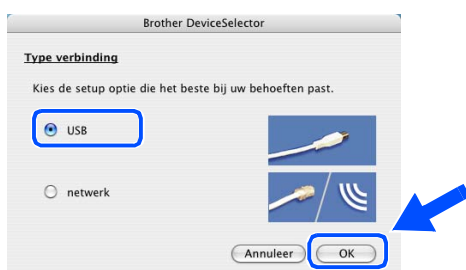 Brother DeviceSelector
Type verbinding
Kies de setup optie die het beste bij uw behoeften past.
USB
netwerk
Annuleer OK